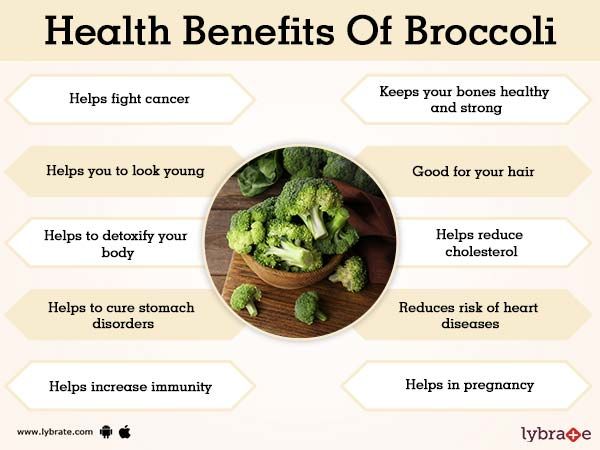 Health Benefits Of Broccoli
Helps fight cancer
Keeps your bones healthy
and strong
Helps you to look young
Good for your hair
Helps to detoxify your
body
Helps reduce
cholesterol
Helps to cure stomach
disorders
Reduces risk of heart
diseases
Helps increase immunity
Helps in pregnancy
www.lybrate.com
lybrate